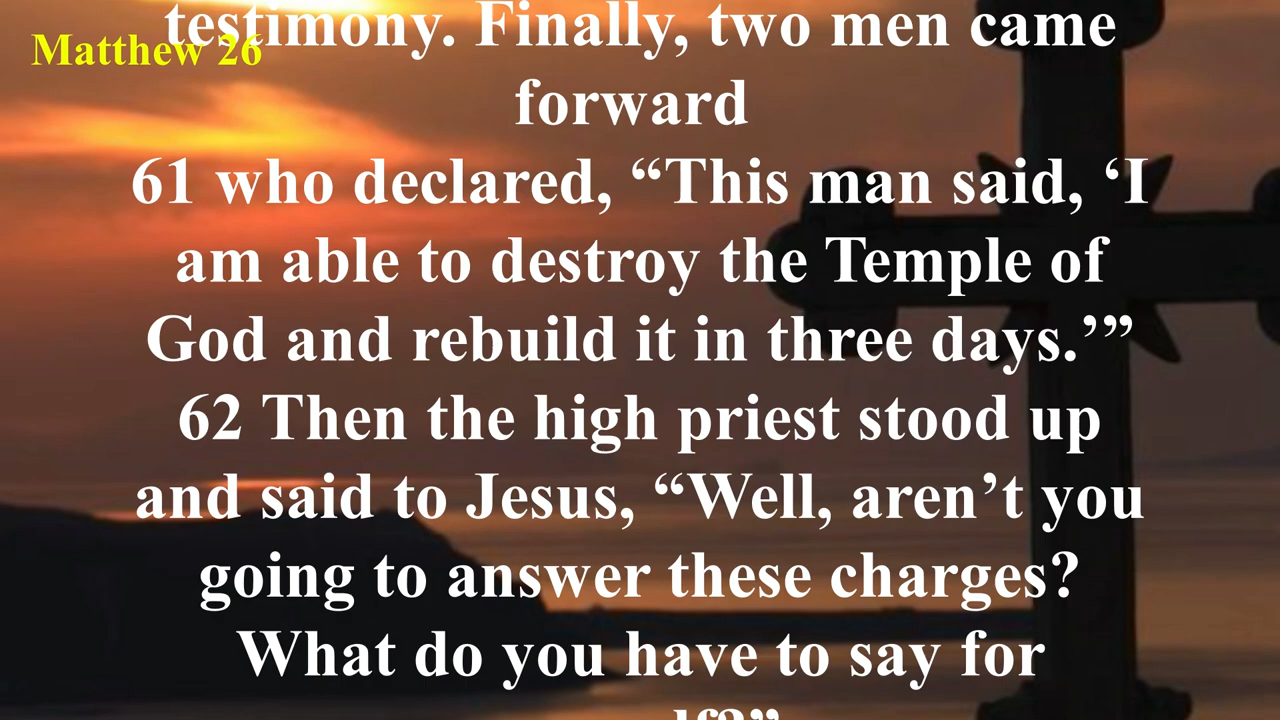 testimony. Finally, two men came
Matthew 26
forward
61 who declared, “This man said, ‘I
am able to destroy the Temple of
God and rebuild it in three days.’”
62 Then the high priest stood up
and said to Jesus, “Well, aren’t you
going to answer these charges?
What do you have to say for